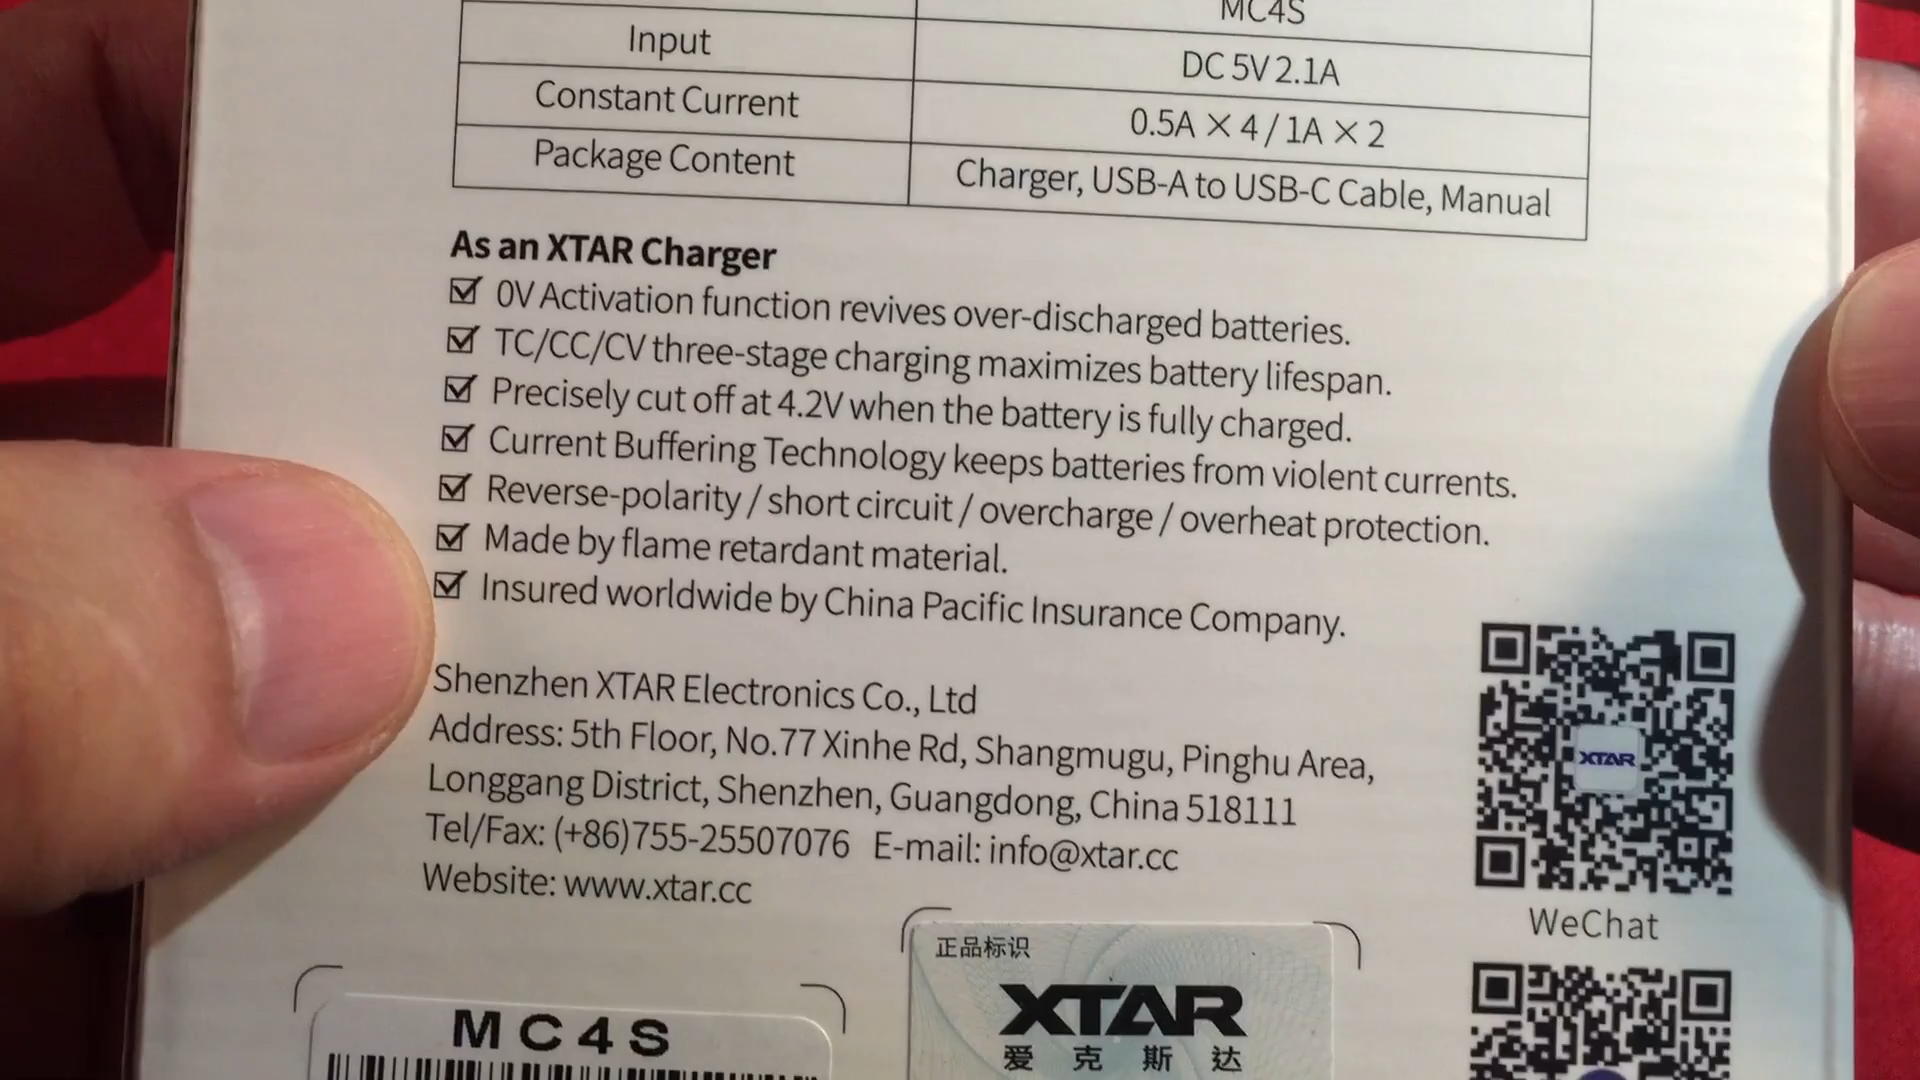 MC4S
Input DC 5V 2.1A
Constant Current 0.5A × 4 / 1A × 2
Package Content Charger, USB-A to USB-C Cable, Manual
As an XTAR Charger
☑ 0V Activation function revives over-discharged batteries.
☑ TC/CC/CV three-stage charging maximizes battery lifespan.
☑ Precisely cut off at 4.2V when the battery is fully charged.
☑ Current Buffering Technology keeps batteries from violent currents.
☑ Reverse-polarity / short circuit / overcharge / overheat protection.
☑ Made by flame retardant material.
☑ Insured worldwide by China Pacific Insurance Company.
Shenzhen XTAR Electronics Co., Ltd
Address: 5th Floor, No.77 Xinhe Rd, Shangmugu, Pinghu Area,
Longgang District, Shenzhen, Guangdong, China 518111
Tel/Fax: (+86)755-25507076 E-mail: info@xtar.cc
Website: www.xtar.cc
XTAR
WeChat
正品标识
XTAR
爱克斯达
MC4S